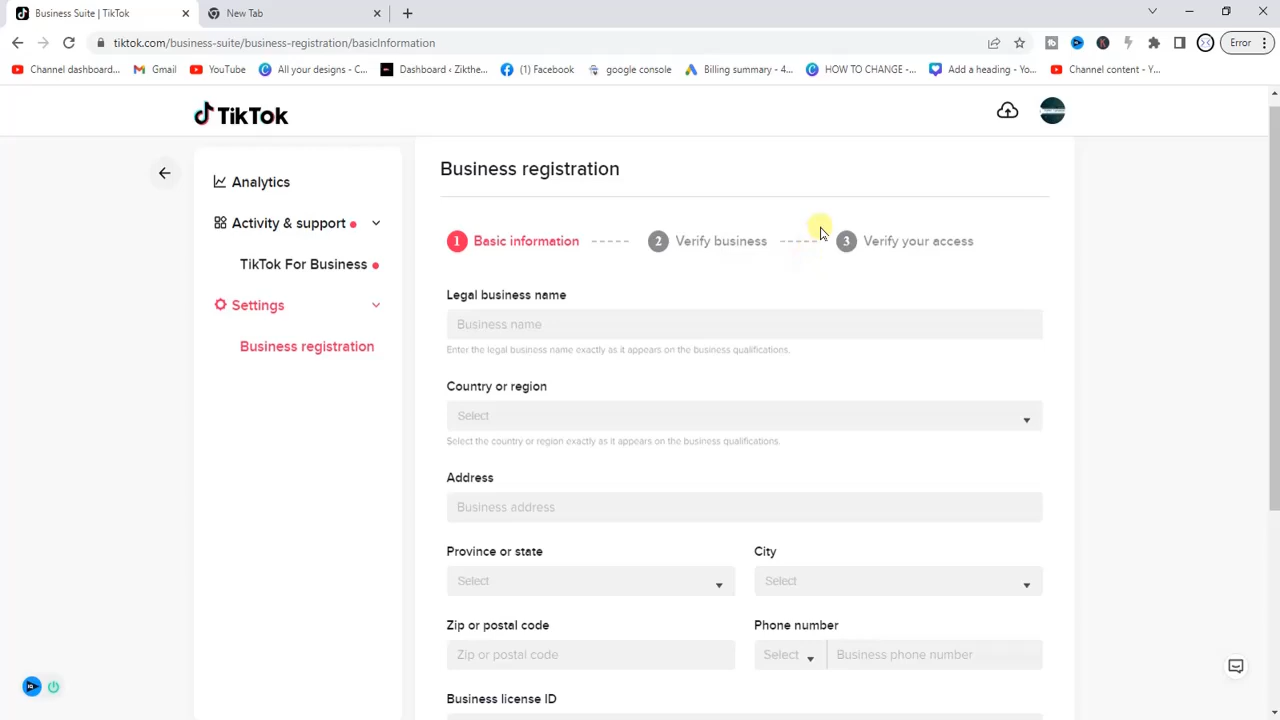 Business Suite | TikTok
New Tab
tiktok.com/business-suite/business-registration/basicInformation
Error
Channel dashboard...
Gmail
YouTube
All your designs - C...
Dashboard ‹ Zikthe...
(1) Facebook
google console
Billing summary - 4...
HOW TO CHANGE -...
Add a heading - Yo...
Channel content - Y...
TikTok
Analytics
Activity & support
TikTok For Business
Settings
Business registration
Business registration
1 Basic information
2 Verify business
3 Verify your access
Legal business name
Business name
Enter the legal business name exactly as it appears on the business qualifications.
Country or region
Select
Select the country or region exactly as it appears on the business qualifications.
Address
Business address
Province or state
City
Select
Select
Zip or postal code
Phone number
Zip or postal code
Select
Business phone number
Business license ID